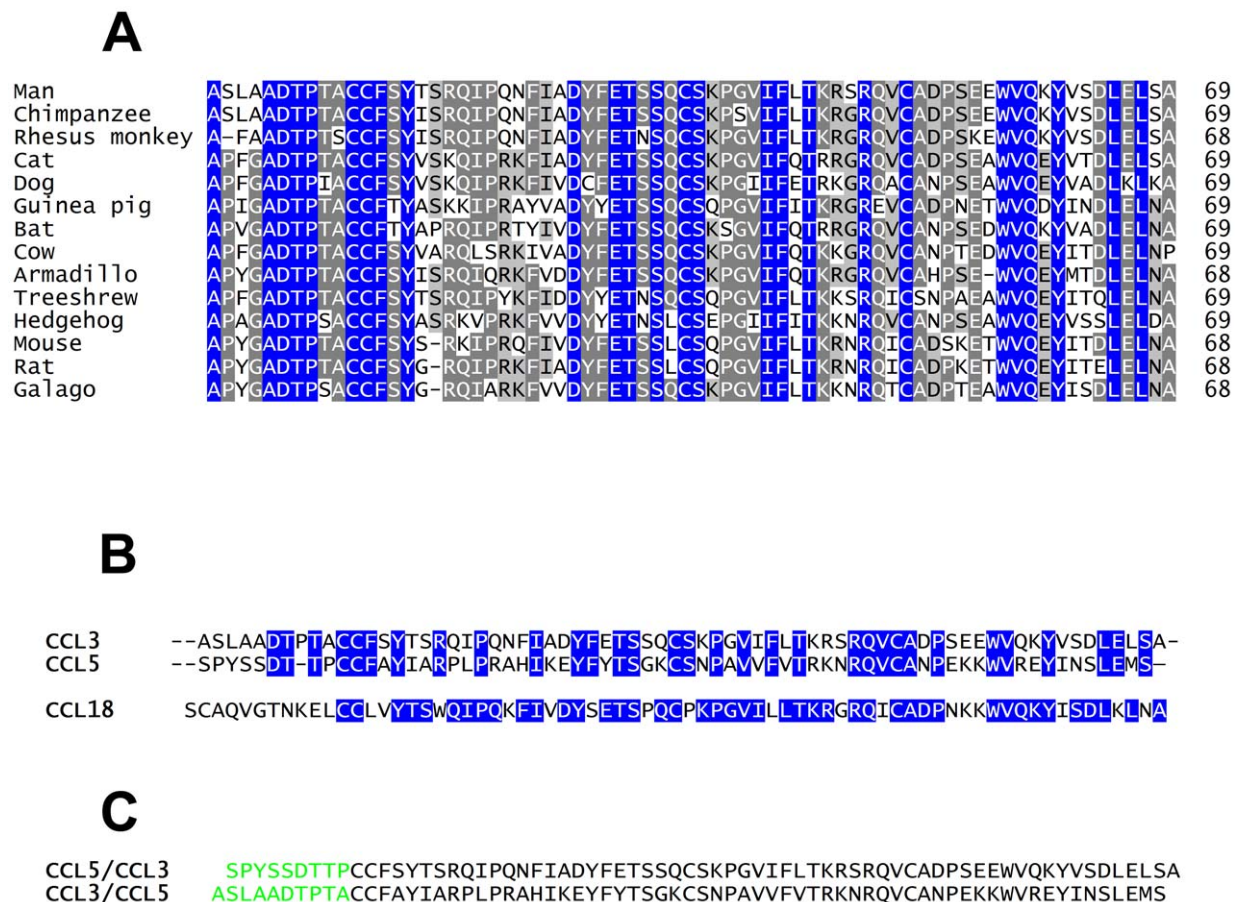 A
Man ASLAADTPTACCFSYTSRQIPQNFIADYFETSSQCSKPGVIFLTKRSRQVCADPSEEWVQKYVSDLELSA 69
Chimpanzee ASLAADTPTACCFSYISRQIPQNFIADYFETSSQCSKPSVIFLTKRGRQVCADPSEEWVQKYVSDLELSA 69
Rhesus monkey A-FAADTPTSCCFSYISRQIPQNFIADYFETNSQCSKPGVIFLTKRGRQVCADPSKEWVQKYVSDLELSA 68
Cat APFGADTPTACCFSYVSKQIPRKFIADYFETSSQCSKPGVIFQTRRGRQVCANPSEAWVQEYVTDLELSA 69
Dog APFGADTPIACCFSYVSKQIPRKFIVDCFETSSQCSKPGIIFETRKGRQACANPSEAWVQEYVADLKLKA 69
Guinea pig APIGADTPTACCFTYASKKIPRAYVADYYETSSQCSQPGVIFITKRGREVCADPNETWVQDYINDLELNA 69
Bat APVGADTPTACCFTYAPRQIPRTYIVDYFETSSQCSKSGVIFQTRRGRQVCANPSEDWVQKYVADLELNA 69
Cow APFGADTPTACCFSYVARQLSRKIVADYFETSSQCSKPGVIFQTKKGRQVCANPTEDWVQEYITDLELNP 69
Armadillo APYGADTPTACCFSYISRQIQRKFVDDYFETSSQCSKPGVIFQTKRGRQVCAHPSE-WVQEYMTDLELNA 68
Treeshrew APFGADTPTACCFSYTSRQIPYKFIDDYYETNSQCSQPGVIFLTKKSRQICSNPAEAWVQEYITQLELNA 69
Hedgehog APAGADTPSACCFSYASRKVPRKFVVDYYETNSLCSEPGIIFITKKNRQVCANPSEAWVQEYVSSLELDA 69
Mouse APYGADTPTACCFSYS-RKIPRQFIVDYFETSSLCSQPGVIFLTKRNRQICADSKETWVQEYITDLELNA 68
Rat APYGADTPTACCFSYG-RQIPRKFIADYFETSSLCSQPGVIFLTKRNRQICADPKETWVQEYITELELNA 68
Galago APYGADTPSACCFSYG-RQIARKFVVDYFETSSQCSKPGVIFLTKKNRQTCADPTEAWVQEYISDLELNA 68
B
CCL3 --ASLAADTPTACCFSYTSRQIPQNFIADYFETSSQCSKPGVIFLTKRSRQVCADPSEEWVQKYVSDLELSA-
CCL5 --SPYSSDT-TPCCFAYIARPLPRAHIKEYFYTSGKCSNPAVVFVTRKNRQVCANPEKKWVREYINSLEMS-
CCL18 SCAQVGTNKELCCLVYTSWQIPQKFIVDYSETSPQCPKPGVILLTKRGRQICADPNKKWVQKYISDLKLNA
C
CCL5/CCL3 SPYSSDTTPCCFSYTSRQIPQNFIADYFETSSQCSKPGVIFLTKRSRQVCADPSEEWVQKYVSDLELSA
CCL3/CCL5 ASLAADTPTACCFAYIARPLPRAHIKEYFYTSGKCSNPAVVFVTRKNRQVCANPEKKWVREYINSLEMS